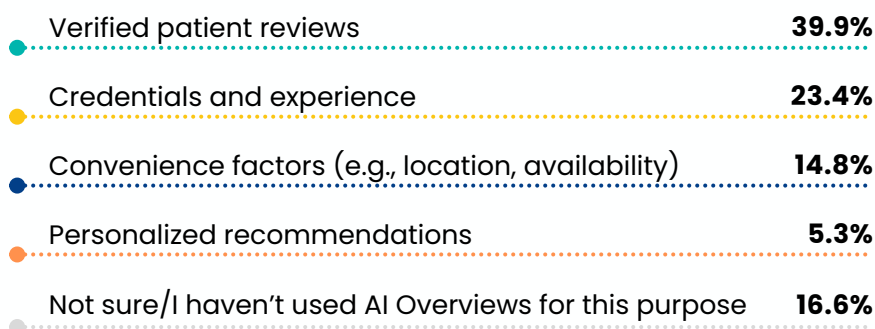 Verified patient reviews 39.9%
Credentials and experience 23.4%
Convenience factors (e.g., location, availability) 14.8%
Personalized recommendations 5.3%
Not sure/I haven’t used AI Overviews for this purpose 16.6%